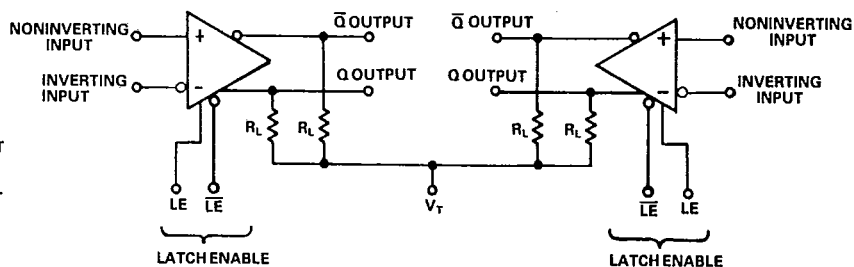 NONINVERTING
INPUT
INVERTING
INPUT
+
-
Q̅ OUTPUT
Q OUTPUT
R_L
R_L
LE
L̅E̅
LATCH ENABLE
V_T
Q̅ OUTPUT
Q OUTPUT
R_L
R_L
+
-
NONINVERTING
INPUT
INVERTING
INPUT
L̅E̅
LE
LATCH ENABLE